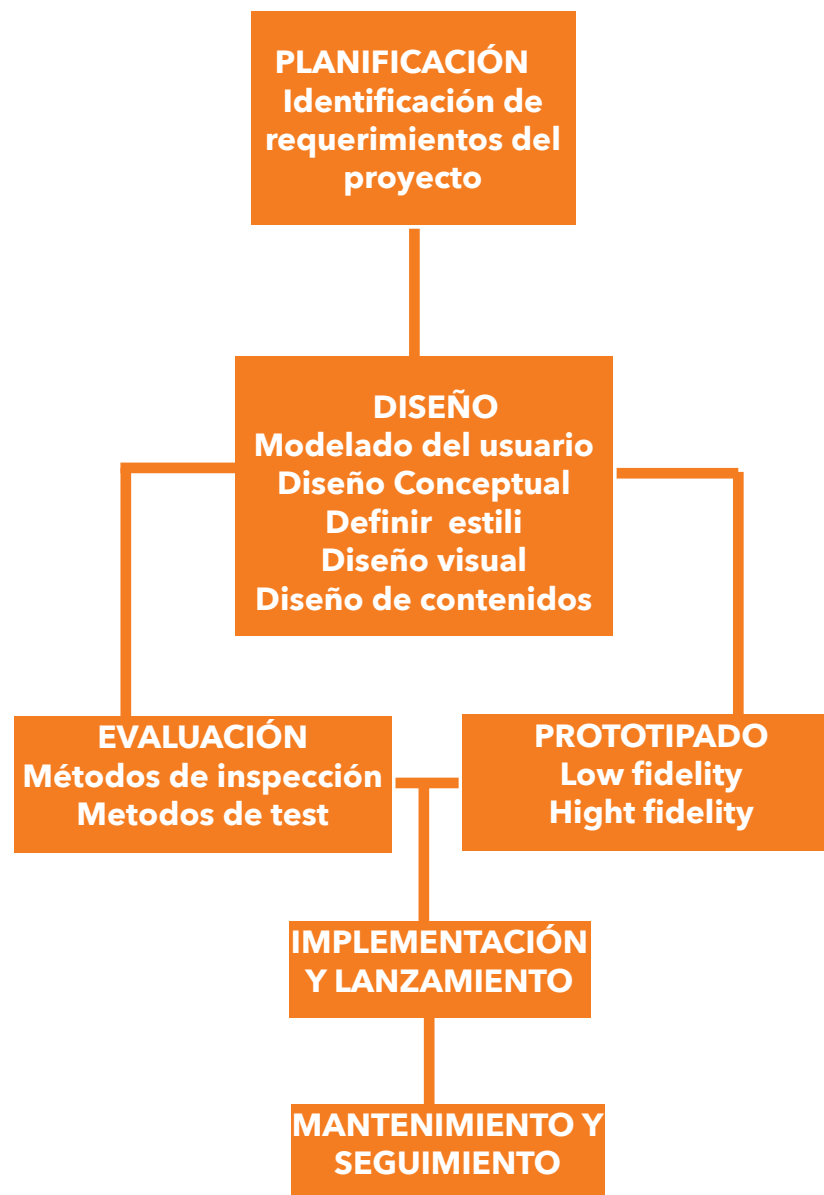 PLANIFICACIÓN
Identificación de
requerimientos del
proyecto
DISEÑO
Modelado del usuario
Diseño Conceptual
Definir estili
Diseño visual
Diseño de contenidos
EVALUACIÓN
Métodos de inspección
Metodos de test
PROTOTIPADO
Low fidelity
Hight fidelity
IMPLEMENTACIÓN
Y LANZAMIENTO
MANTENIMIENTO Y
SEGUIMIENTO